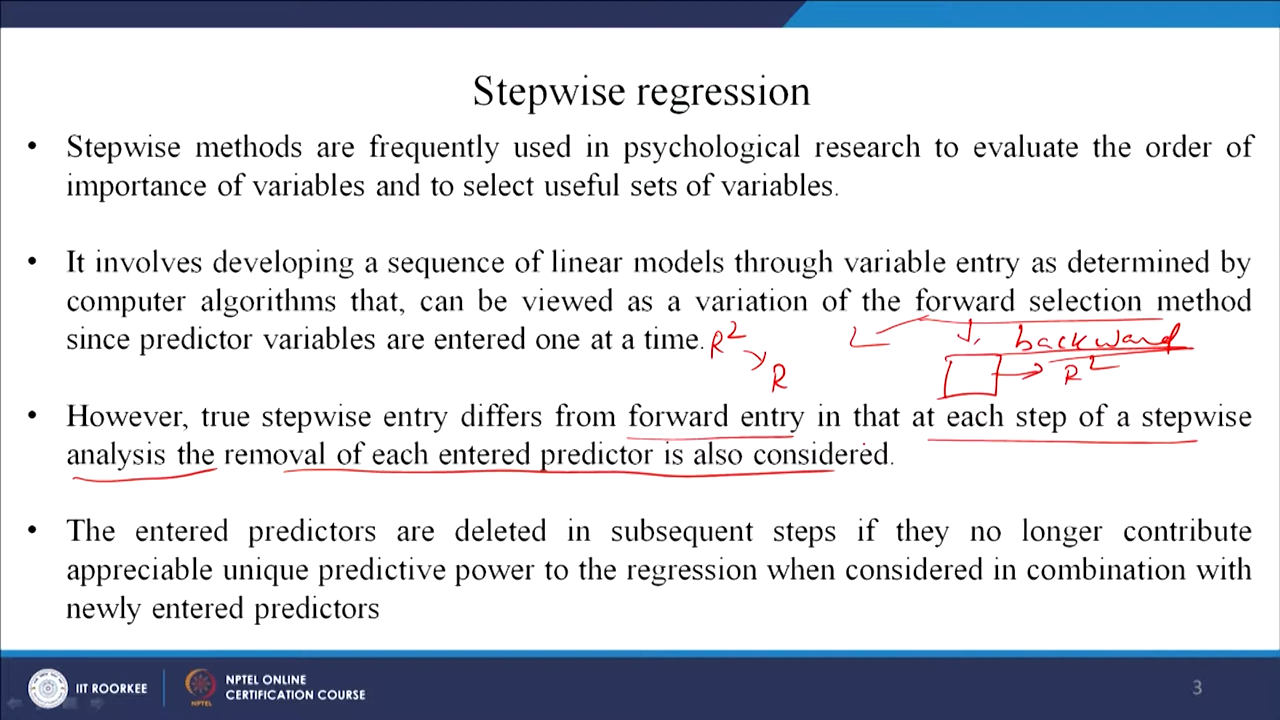 Stepwise regression
• Stepwise methods are frequently used in psychological research to evaluate the order of
importance of variables and to select useful sets of variables.
• It involves developing a sequence of linear models through variable entry as determined by
computer algorithms that, can be viewed as a variation of the forward selection method
since predictor variables are entered one at a time.
R²
backward
R
R²
• However, true stepwise entry differs from forward entry in that at each step of a stepwise
analysis the removal of each entered predictor is also considered.
• The entered predictors are deleted in subsequent steps if they no longer contribute
appreciable unique predictive power to the regression when considered in combination with
newly entered predictors
IIT ROORKEE
NPTEL
NPTEL ONLINE
CERTIFICATION COURSE
3